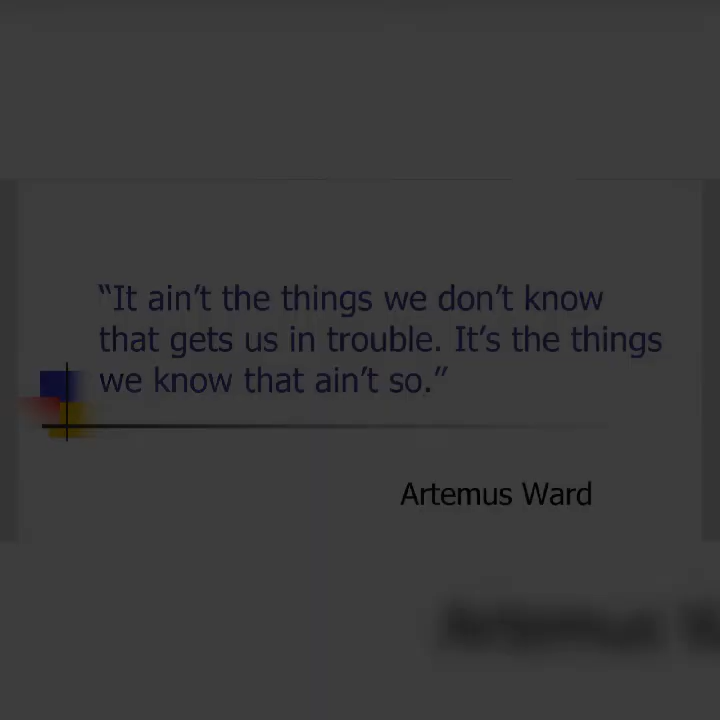 “It ain’t the things we don’t know
that gets us in trouble. It’s the things
we know that ain’t so.”
Artemus Ward